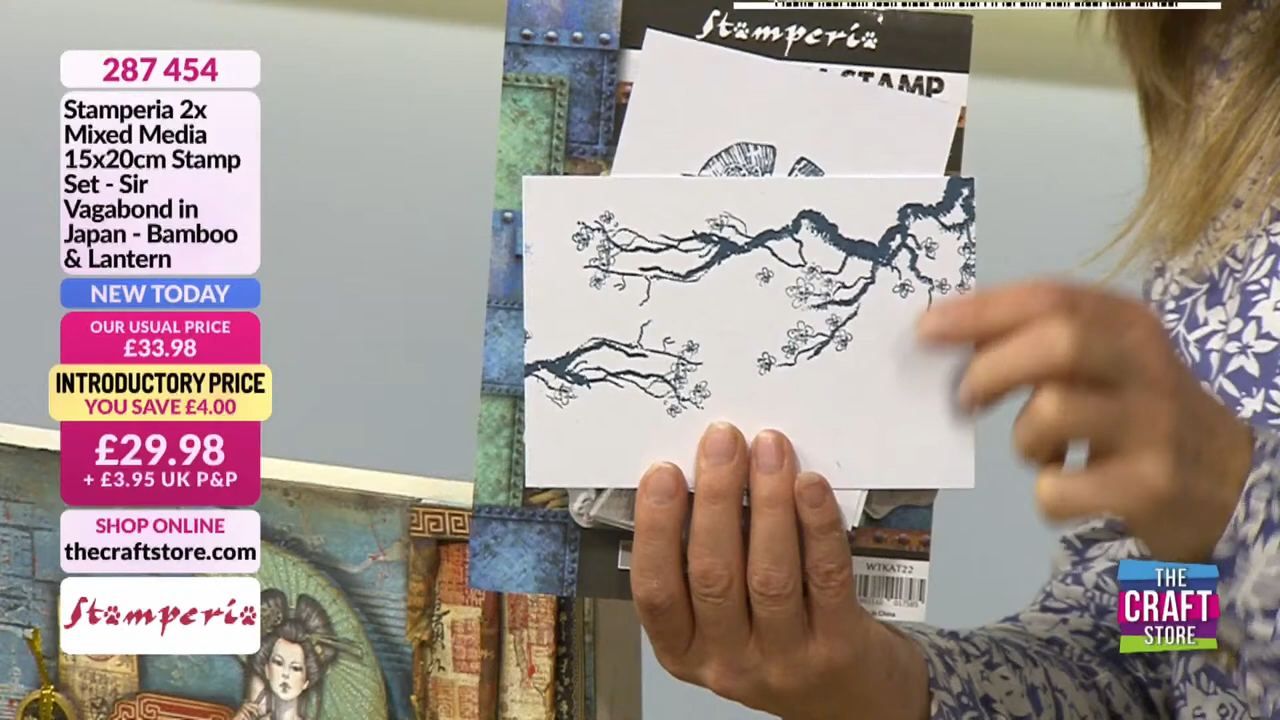 287 454
Stamperia 2x
Mixed Media
15x20cm Stamp
Set - Sir
Vagabond in
Japan - Bamboo
& Lantern
NEW TODAY
OUR USUAL PRICE
£33.98
INTRODUCTORY PRICE
YOU SAVE £4.00
£29.98
+ £3.95 UK P&P
SHOP ONLINE
thecraftstore.com
Stamperia
Stamperia
STAMP
WTKAT22
in China
THE
CRAFT
STORE